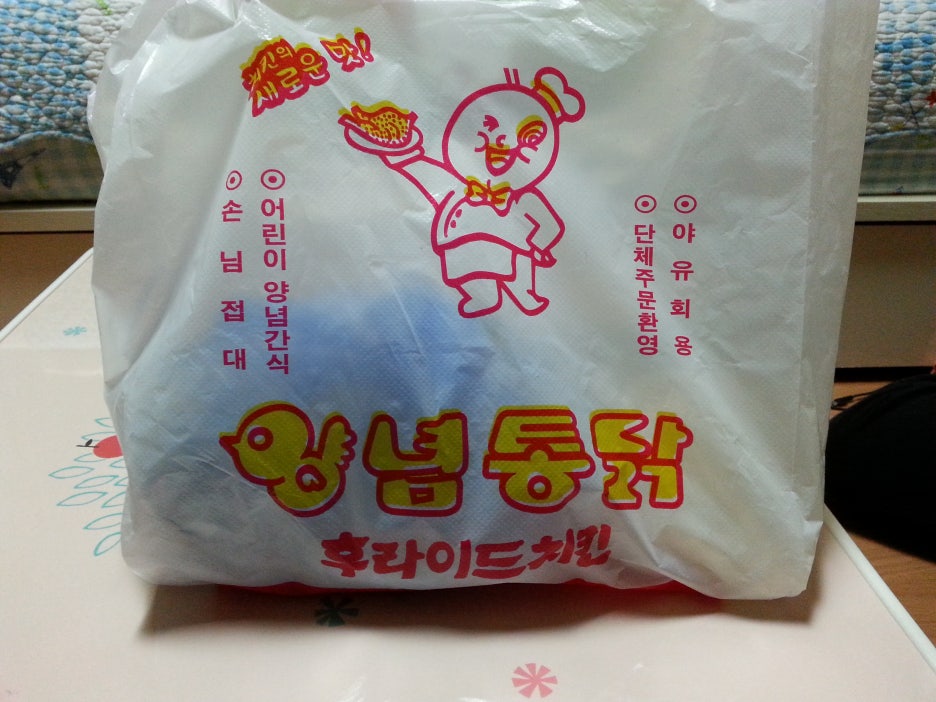 치킨의
새로운 맛!
◎ 손님접대
◎ 어린이 양념간식
◎ 단체주문환영
◎ 야유회용
양념통닭
후라이드치킨